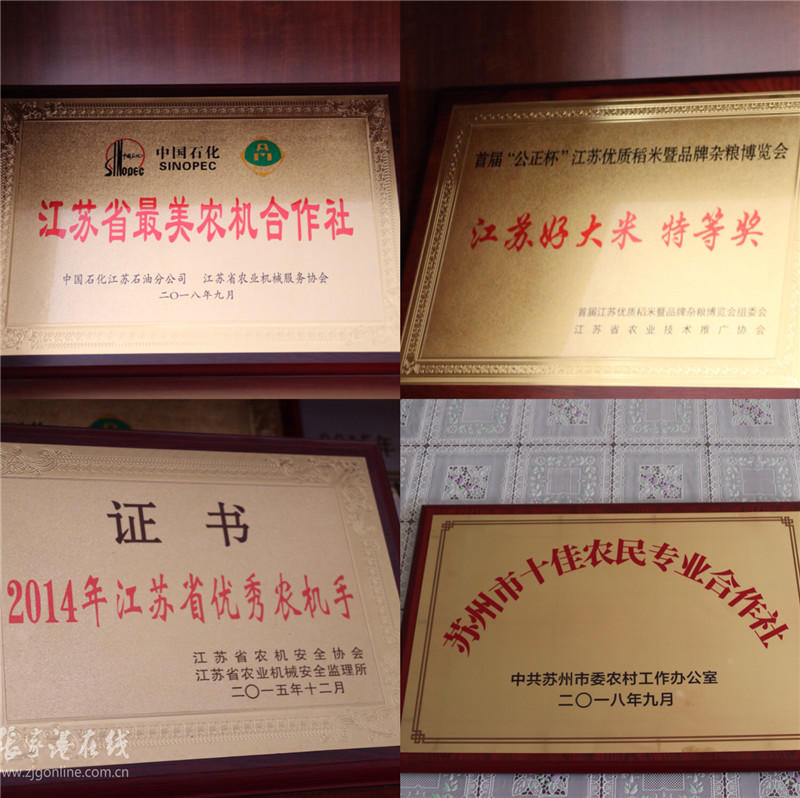 中国石化
SINOPEC
SINOPEC
江苏省最美农机合作社
中国石化江苏石油分公司 江苏省农业机械服务协会
二〇一八年九月
首届“公正杯”江苏优质稻米暨品牌杂粮博览会
江苏好大米 特等奖
首届江苏优质稻米暨品牌杂粮博览会组委会
江苏省农业技术推广协会
证书
2014年江苏省优秀农机手
江苏省农机安全协会
江苏省农业机械安全监理所
二〇一五年十二月
苏州市十佳农民专业合作社
中共苏州市委农村工作办公室
二〇一八年九月
张家港在线
www.zjgonline.com.cn